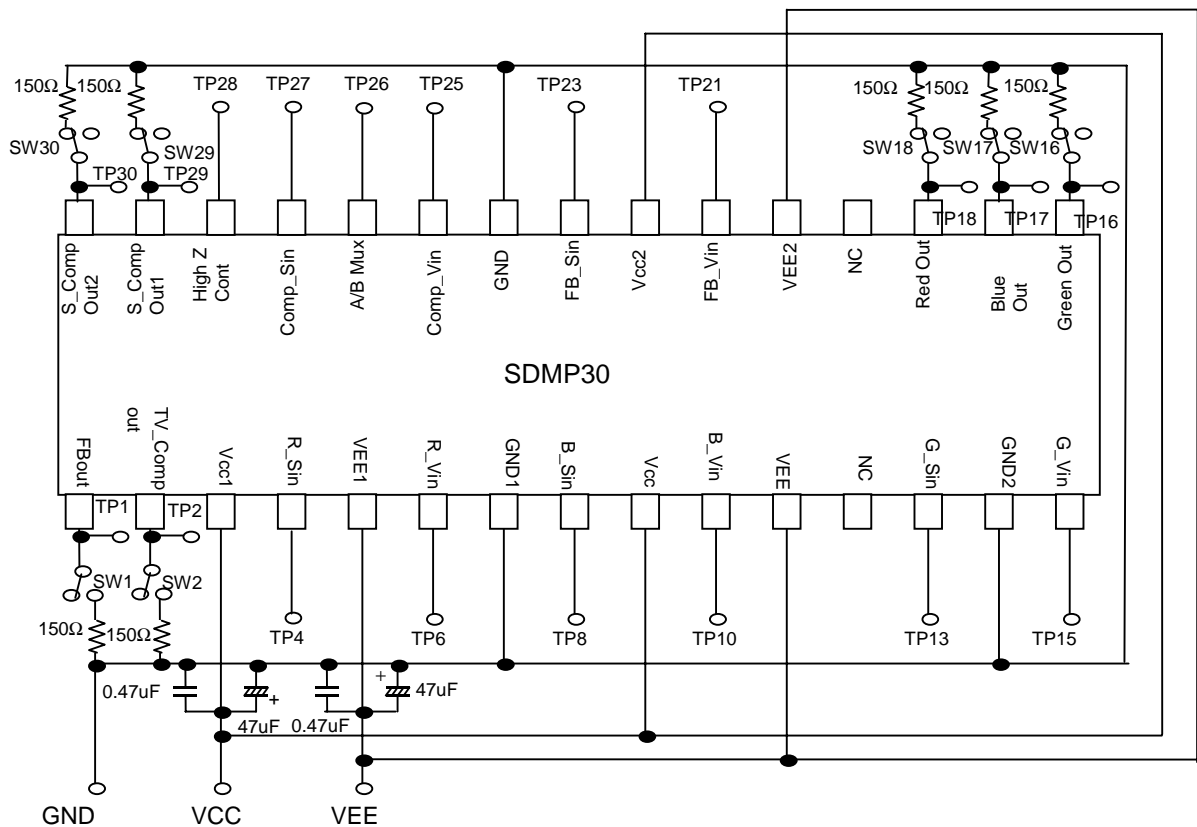 TP28
TP27
TP26
TP25
TP23
TP21
150Ω
150Ω
150Ω
150Ω
150Ω
SW30
SW29
SW18
SW17
SW16
TP30
TP29
TP18
TP17
TP16
S_Comp
Out2
S_Comp
Out1
High Z
Cont
Comp_Sin
A/B Mux
Comp_Vin
GND
FB_Sin
Vcc2
FB_Vin
VEE2
NC
Red Out
Blue
Out
Green Out
SDMP30
FBout
TV_Comp
out
Vcc1
R_Sin
VEE1
R_Vin
GND1
B_Sin
Vcc
B_Vin
VEE
NC
G_Sin
GND2
G_Vin
TP1
TP2
SW1
SW2
150Ω
150Ω
TP4
TP6
TP8
TP10
TP13
TP15
0.47uF
+
47uF
0.47uF
+
47uF
GND
VCC
VEE